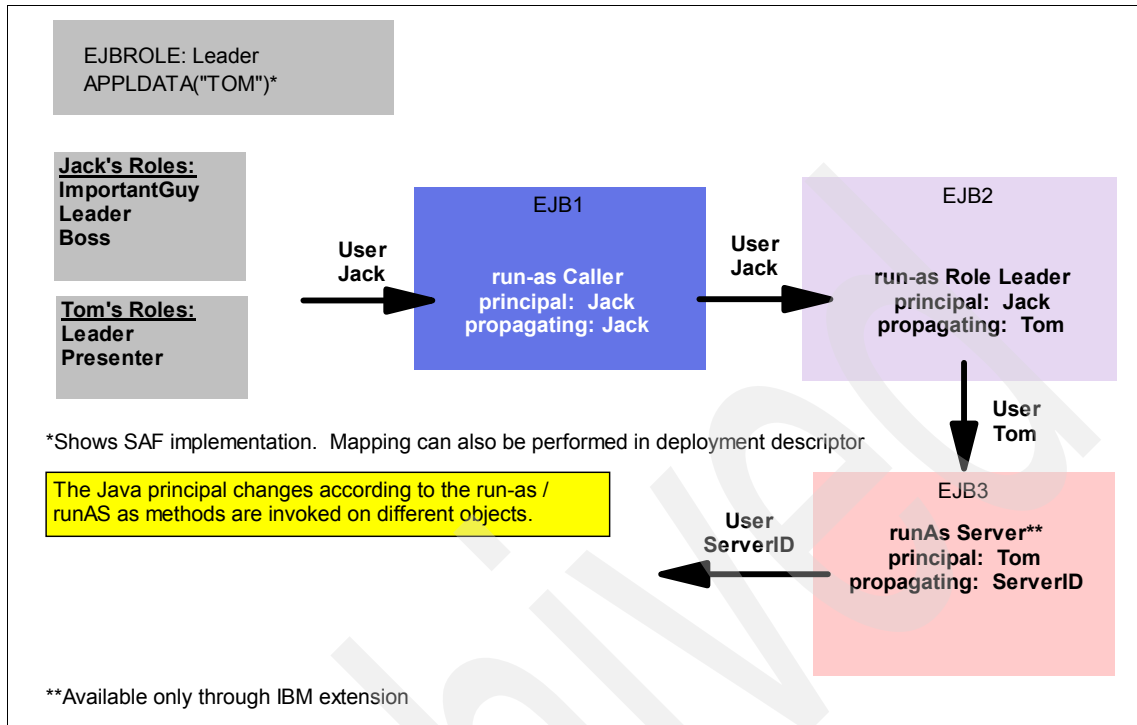 EJBROLE: Leader
APPLDATA("TOM")*
Jack's Roles:
ImportantGuy
Leader
Boss
Tom's Roles:
Leader
Presenter
User
Jack
EJB1
run-as Caller
principal: Jack
propagating: Jack
User
Jack
EJB2
run-as Role Leader
principal: Jack
propagating: Tom
User
Tom
*Shows SAF implementation. Mapping can also be performed in deployment descriptor
The Java principal changes according to the run-as /
runAS as methods are invoked on different objects.
EJB3
runAs Server**
principal: Tom
propagating: ServerID
User
ServerID
**Available only through IBM extension